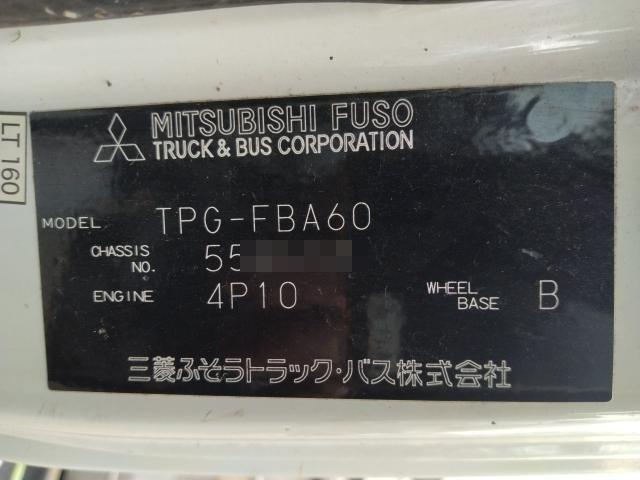 MITSUBISHI FUSO
TRUCK & BUS CORPORATION
LT 160
MODEL TPG-FBA60
CHASSIS NO. 55
ENGINE 4P10 WHEEL BASE B
三菱ふそうトラック・バス株式会社